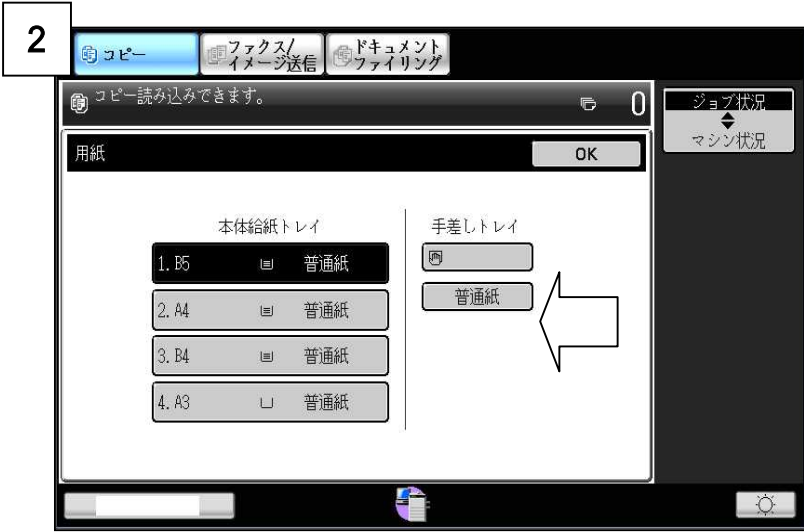 2
コピー
ファクス/
イメージ送信
ドキュメント
ファイリング
コピー読み込みできます。
0
ジョブ状況
マシン状況
用紙
OK
本体給紙トレイ
手差しトレイ
1. B5 普通紙
2. A4 普通紙
3. B4 普通紙
4. A3 普通紙
普通紙